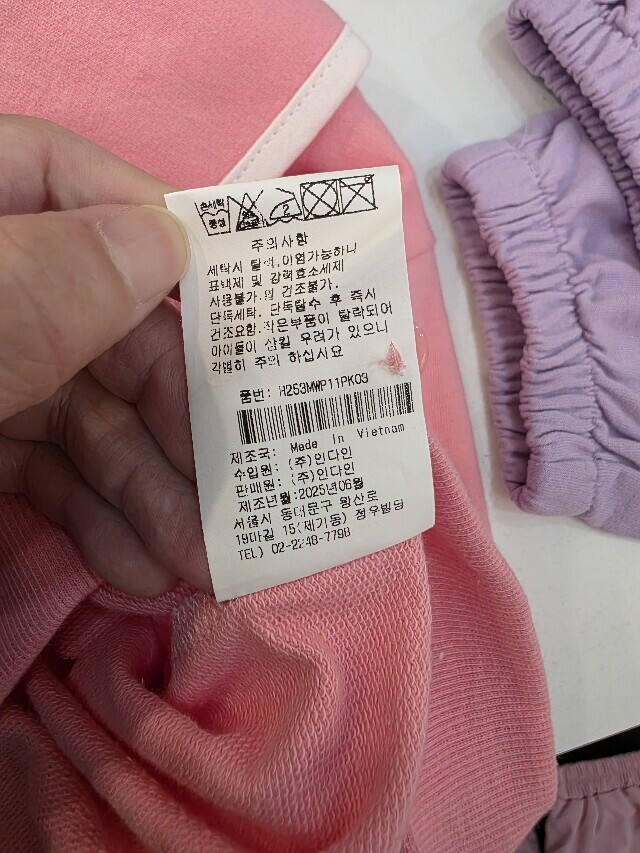 손세탁
중성
주의사항
세탁시 탈색.이염가능하니
표백제 및 강력효소세제
사용불가.열 건조불가.
단독세탁.단독탈수 후 즉시
건조요함.작은부품이 탈락되어
아이들이 삼킬 우려가 있으니
각별히 주의 하십시요
품번: H253MWP11PK03
제조국: Made In Vietnam
수입원: (주)인다인
판매원: (주)인다인
제조년월:2025년06월
서울시 동대문구 왕산로
19마길 15(제기동) 정우빌딩
TEL) 02-2248-7798